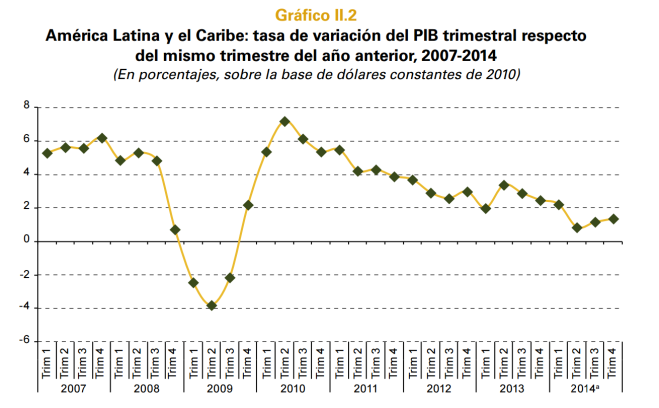 Gráfico II.2
América Latina y el Caribe: tasa de variación del PIB trimestral respecto
del mismo trimestre del año anterior, 2007-2014
(En porcentajes, sobre la base de dólares constantes de 2010)
8
6
4
2
0
-2
-4
-6
Trim 1 Trim 2 Trim 3 Trim 4 Trim 1 Trim 2 Trim 3 Trim 4 Trim 1 Trim 2 Trim 3 Trim 4 Trim 1 Trim 2 Trim 3 Trim 4 Trim 1 Trim 2 Trim 3 Trim 4 Trim 1 Trim 2 Trim 3 Trim 4 Trim 1 Trim 2 Trim 3 Trim 4 Trim 1 Trim 2 Trim 3 Trim 4
2007 2008 2009 2010 2011 2012 2013 2014ª